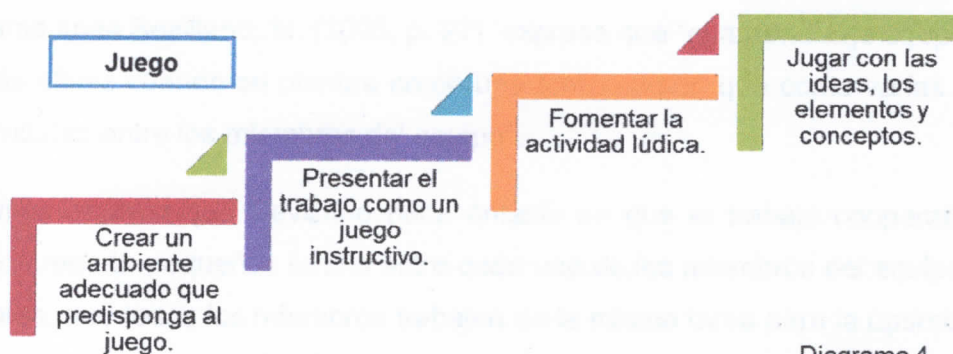 Juego
Crear un
ambiente
adecuado que
predisponga al
juego.
Presentar el
trabajo como un
juego
instructivo.
Fomentar la
actividad lúdica.
Jugar con las
ideas, los
elementos y
conceptos.
Diagrama 4